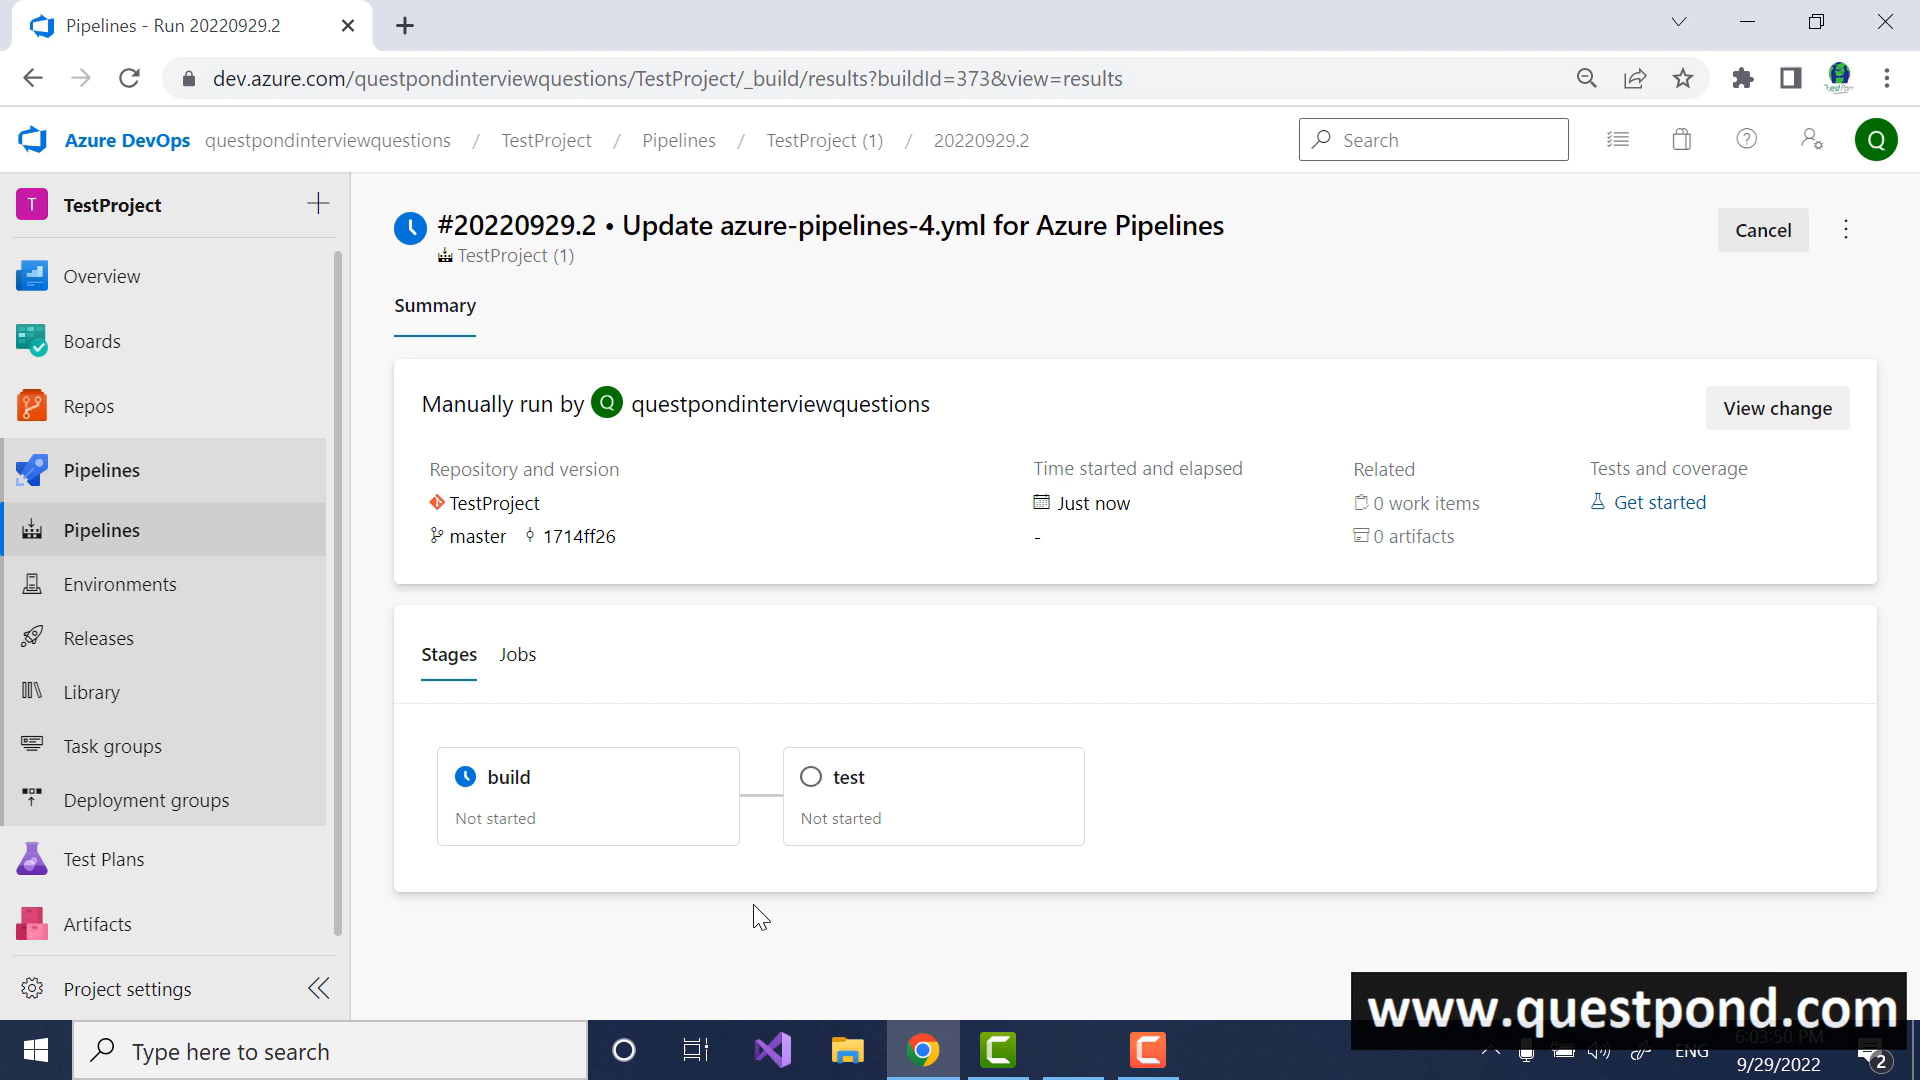 Pipelines - Run 20220929.2
dev.azure.com/questpondinterviewquestions/TestProject/_build/results?buildId=373&view=results
Azure DevOps questpondinterviewquestions / TestProject / Pipelines / TestProject (1) / 20220929.2
Search
Q
T TestProject
Overview
Boards
Repos
Pipelines
Pipelines
Environments
Releases
Library
Task groups
Deployment groups
Test Plans
Artifacts
Project settings
#20220929.2 • Update azure-pipelines-4.yml for Azure Pipelines
TestProject (1)
Cancel
Summary
Manually run by Q questpondinterviewquestions
View change
Repository and version
TestProject
master 1714ff26
Time started and elapsed
Just now
-
Related
0 work items
0 artifacts
Tests and coverage
Get started
Stages Jobs
build
Not started
test
Not started
www.questpond.com
Type here to search
ENG
6:03:50 PM
9/29/2022
2